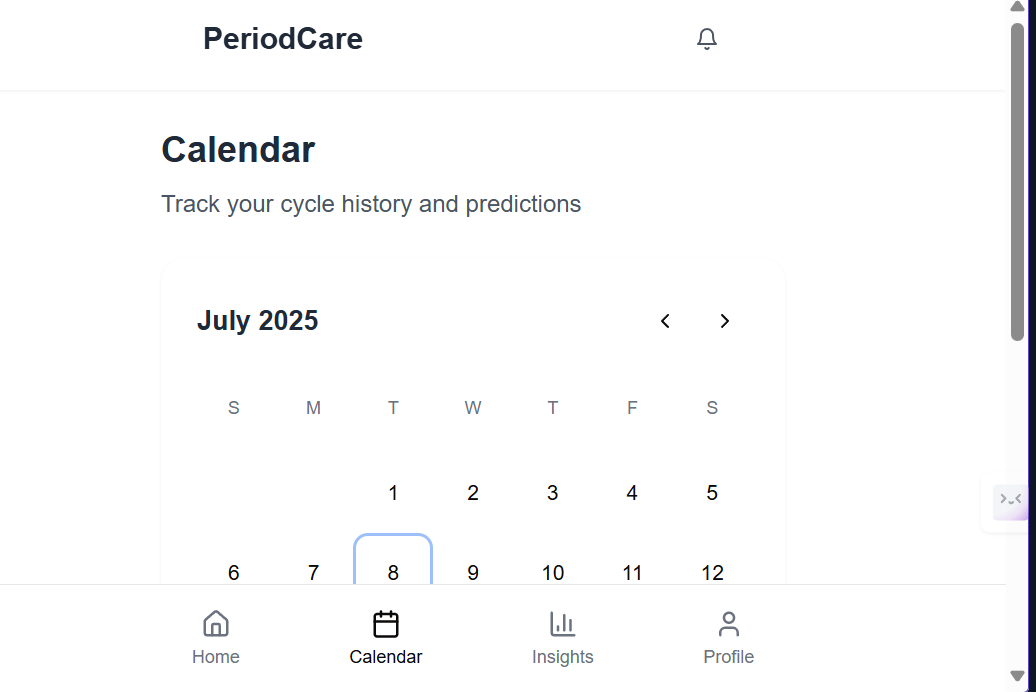 PeriodCare
Calendar
Track your cycle history and predictions
July 2025
S M T W T F S
1 2 3 4 5
6 7 8 9 10 11 12
Home Calendar Insights Profile